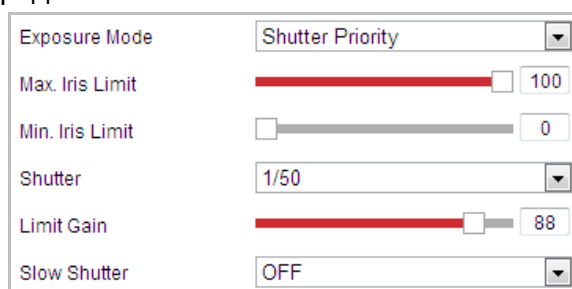 Exposure Mode Shutter Priority
Max. Iris Limit 100
Min. Iris Limit 0
Shutter 1/50
Limit Gain 88
Slow Shutter OFF